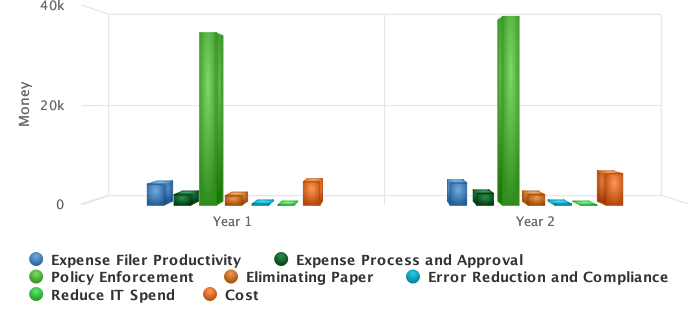 40k
20k
0
Money
Year 1 Year 2
Expense Filer Productivity Expense Process and Approval
Policy Enforcement Eliminating Paper Error Reduction and Compliance
Reduce IT Spend Cost